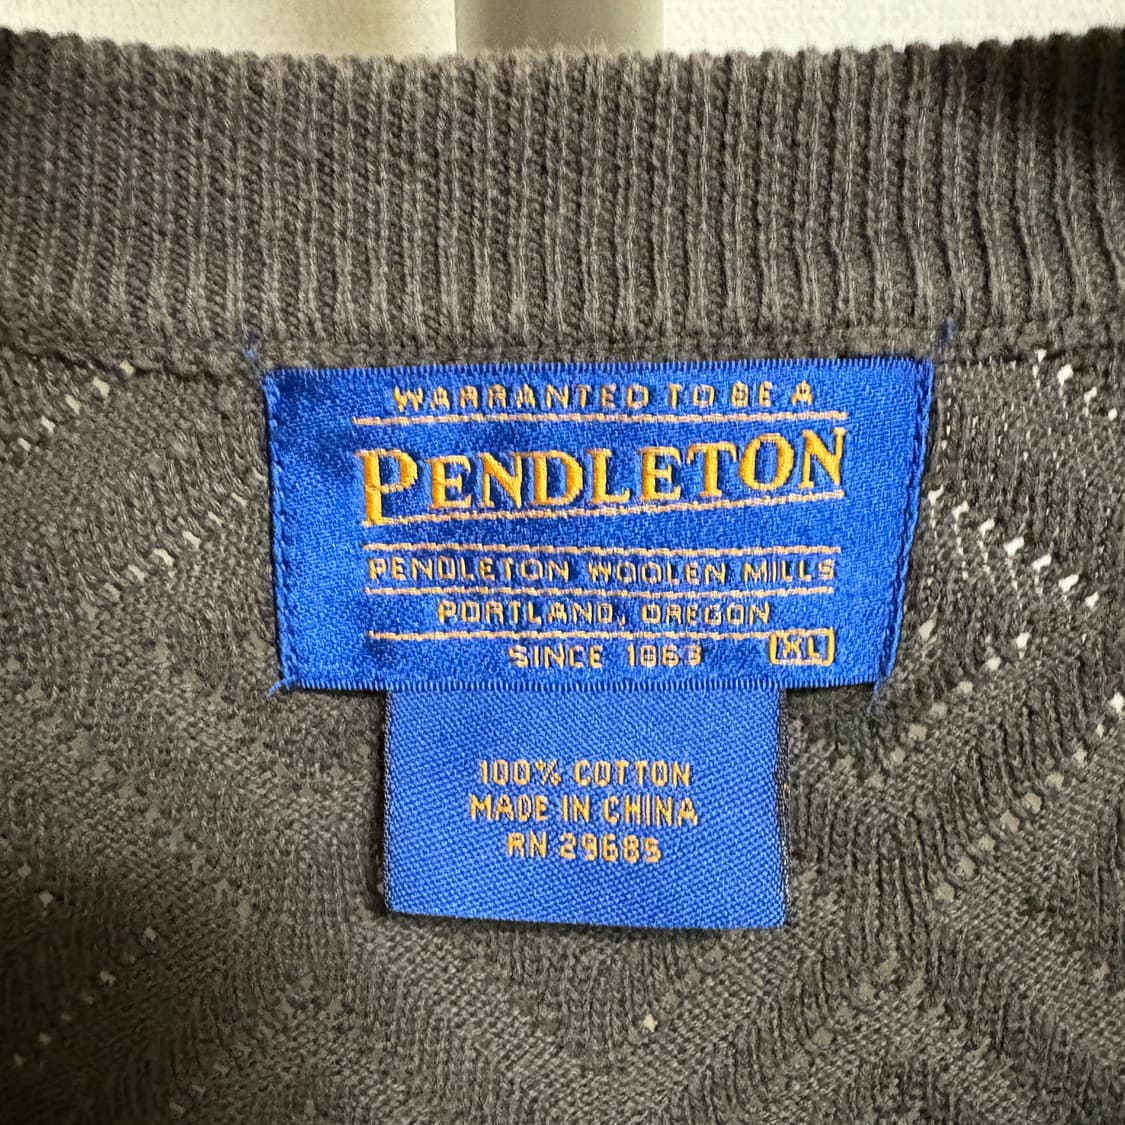 WARRANTED TO BE A
PENDLETON
PENDLETON WOOLEN MILLS
PORTLAND, OREGON
SINCE 1863 XL
100% COTTON
MADE IN CHINA
RN 29685